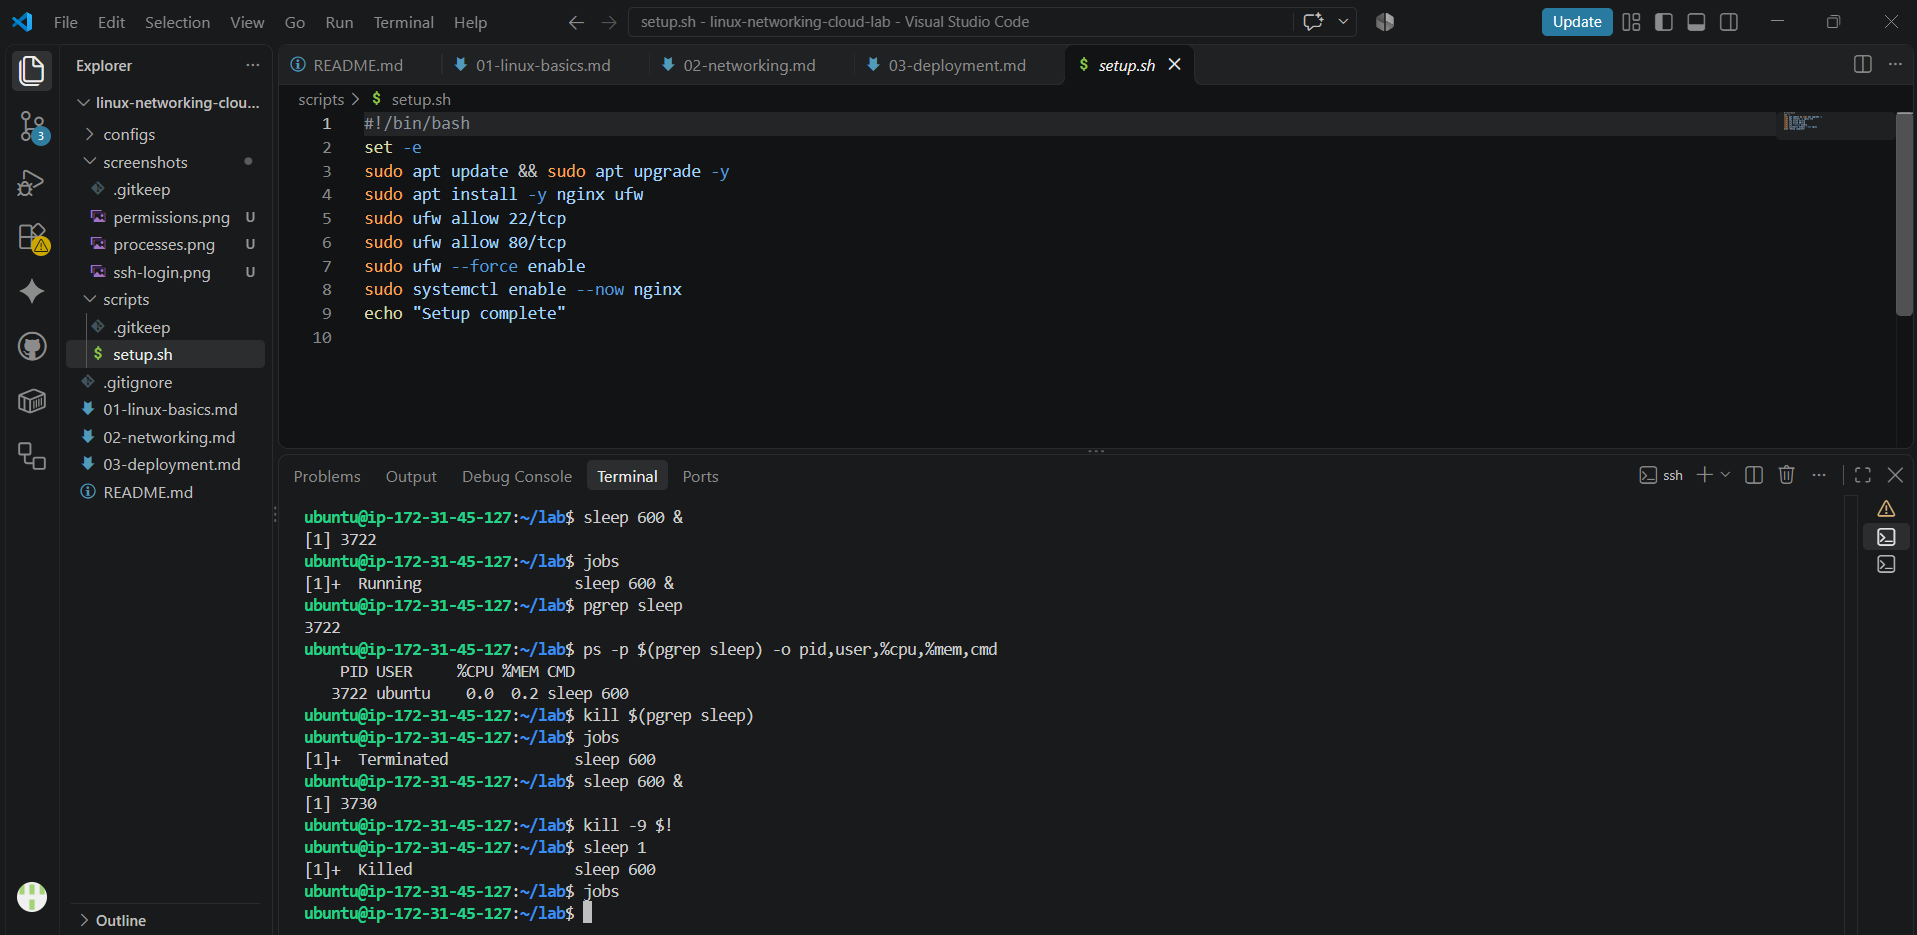 File Edit Selection View Go Run Terminal Help
setup.sh - linux-networking-cloud-lab - Visual Studio Code
Update
Explorer
README.md
01-linux-basics.md
02-networking.md
03-deployment.md
$ setup.sh
linux-networking-clou...
configs
screenshots
.gitkeep
permissions.png U
processes.png U
ssh-login.png U
scripts
.gitkeep
$ setup.sh
.gitignore
01-linux-basics.md
02-networking.md
03-deployment.md
README.md
3
Outline
scripts > $ setup.sh
1 #!/bin/bash
2 set -e
3 sudo apt update && sudo apt upgrade -y
4 sudo apt install -y nginx ufw
5 sudo ufw allow 22/tcp
6 sudo ufw allow 80/tcp
7 sudo ufw --force enable
8 sudo systemctl enable --now nginx
9 echo "Setup complete"
10
Problems Output Debug Console Terminal Ports
ssh
ubuntu@ip-172-31-45-127:~/lab$ sleep 600 &
[1] 3722
ubuntu@ip-172-31-45-127:~/lab$ jobs
[1]+  Running                 sleep 600 &
ubuntu@ip-172-31-45-127:~/lab$ pgrep sleep
3722
ubuntu@ip-172-31-45-127:~/lab$ ps -p $(pgrep sleep) -o pid,user,%cpu,%mem,cmd
    PID USER     %CPU %MEM CMD
   3722 ubuntu    0.0  0.2 sleep 600
ubuntu@ip-172-31-45-127:~/lab$ kill $(pgrep sleep)
ubuntu@ip-172-31-45-127:~/lab$ jobs
[1]+  Terminated              sleep 600
ubuntu@ip-172-31-45-127:~/lab$ sleep 600 &
[1] 3730
ubuntu@ip-172-31-45-127:~/lab$ kill -9 $!
ubuntu@ip-172-31-45-127:~/lab$ sleep 1
[1]+  Killed                  sleep 600
ubuntu@ip-172-31-45-127:~/lab$ jobs
ubuntu@ip-172-31-45-127:~/lab$